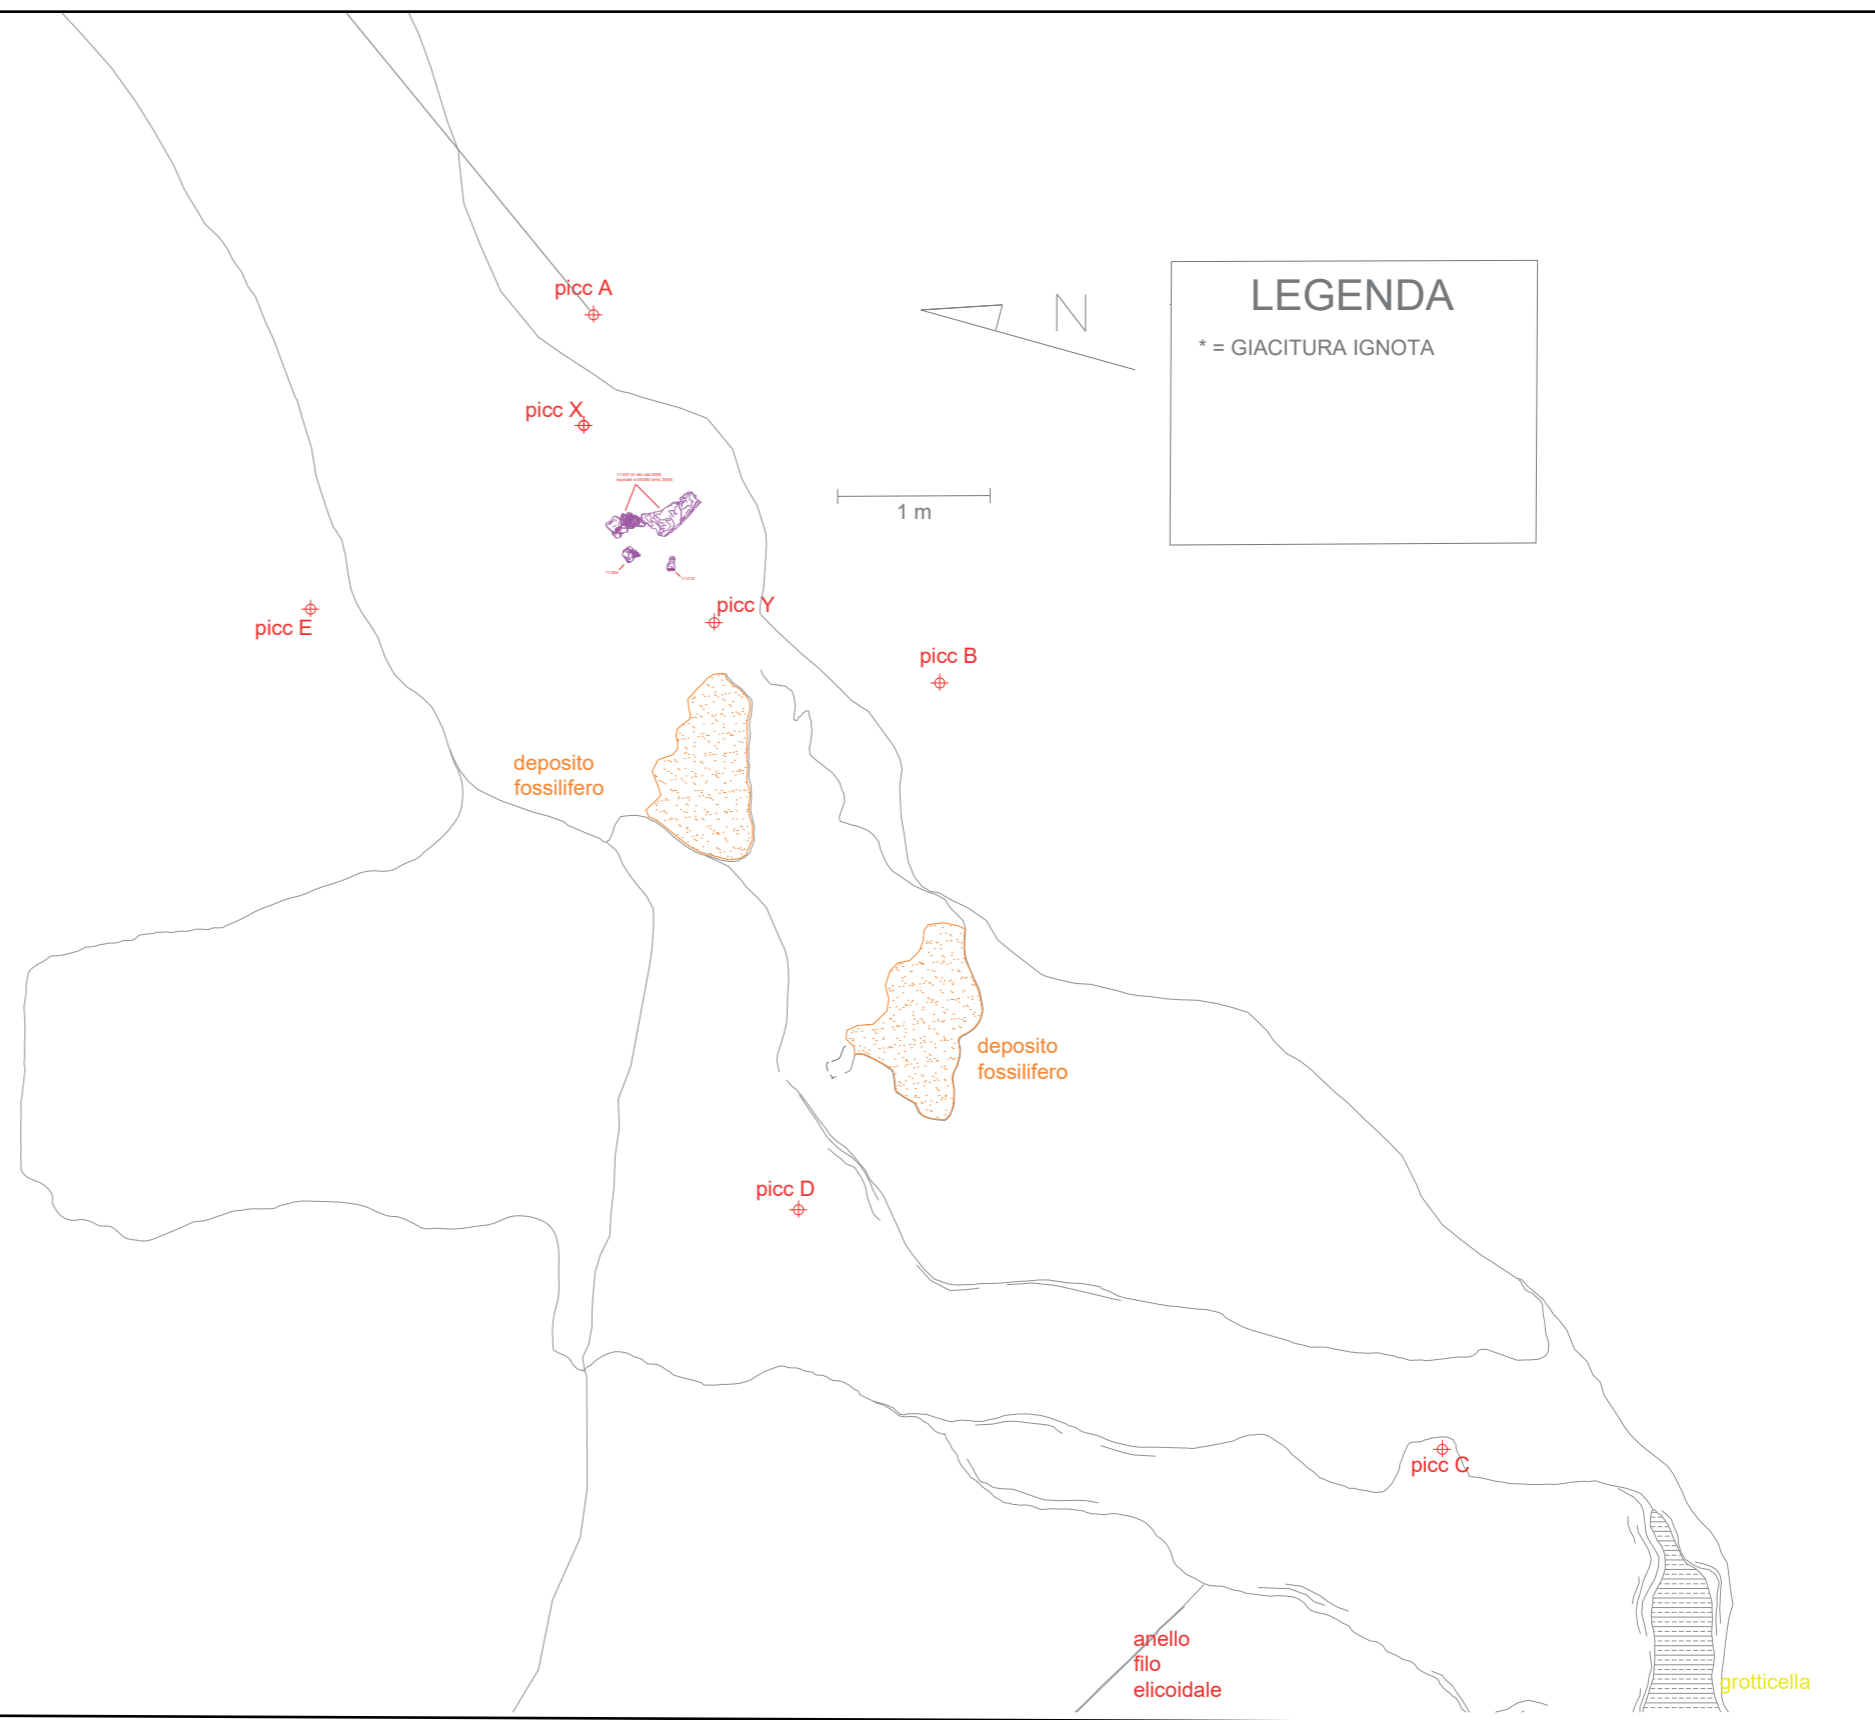 picc A
N
LEGENDA
* = GIACITURA IGNOTA
picc X
1 m
picc Y
picc E
picc B
deposito
fossilifero
deposito
fossilifero
picc D
picc C
anello
filo
elicoidale
grotticella